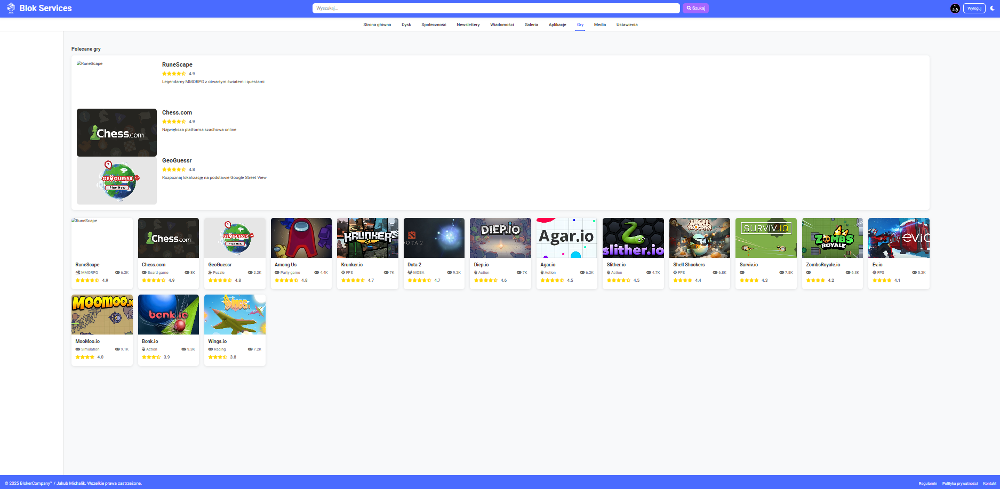 Blok Services
Wyszukaj...
Szukaj
Wyloguj
Strona główna Dysk Społeczność Newslettery Wiadomości Galeria Aplikacje Gry Media Ustawienia
Polecane gry
RuneScape
RuneScape
4.9
Legendarny MMORPG z otwartym światem i questami
Chess.com
Chess.com
4.9
Największa platforma szachowa online
GEOGUESSR
Play Now
GeoGuessr
4.8
Rozpoznaj lokalizację na podstawie Google Street View
RuneScape
RuneScape
MMORPG 6.2K
4.9
Chess.com
Chess.com
Board game 8K
4.9
GEOGUESSR
Play Now
GeoGuessr
Puzzle 2.2K
4.8
Among Us
Party game 4.4K
4.8
KRUNKER
Krunker.io
FPS 7K
4.7
DOTA 2
Dota 2
MOBA 9.2K
4.7
DIEP.IO
Diep.io
Action 7K
4.6
Agar.io
Agar.io
Action 6.2K
4.5
slither.io
Slither.io
Action 4.7K
4.5
SHELL SHOCKERS
Shell Shockers
FPS 6.8K
4.4
SURVIV.IO
Surviv.io
7.5K
4.3
ZOMBS
ROYALE
ZombsRoyale.io
6.3K
4.2
ev.io
Ev.io
FPS 5.2K
4.1
MOOMOO.io
MooMoo.io
Simulation 9.1K
4.0
bonk.io
Bonk.io
Action 9.3K
3.9
WINGS.io
Wings.io
Racing 7.2K
3.8
© 2025 BlokerCompany™ / Jakub Michalik. Wszelkie prawa zastrzeżone.
Regulamin Polityka prywatności Kontakt